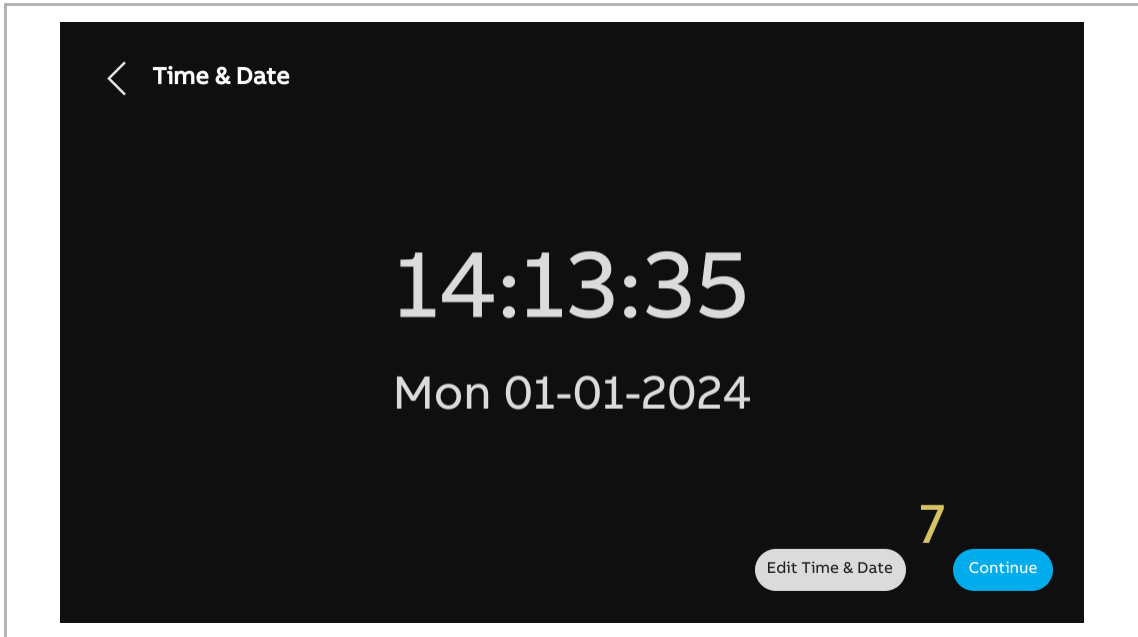 Time & Date
14:13:35
Mon 01-01-2024
7
Edit Time & Date
Continue